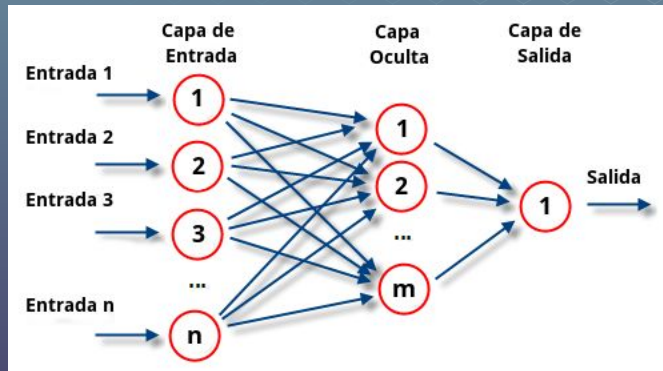 Capa de
Entrada
Capa
Oculta
Capa de
Salida
Entrada 1
1
Entrada 2
2
Entrada 3
3
...
Entrada n
n
1
2
...
m
1
Salida